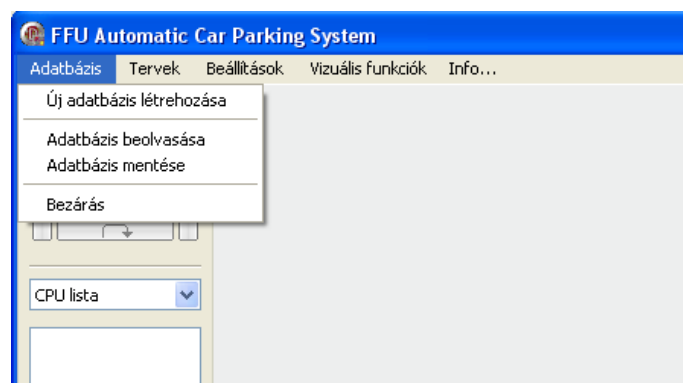 FFU Automatic Car Parking System
Adatbázis Tervek Beállítások Vizuális funkciók Info...
Új adatbázis létrehozása
Adatbázis beolvasása
Adatbázis mentése
Bezárás
CPU lista